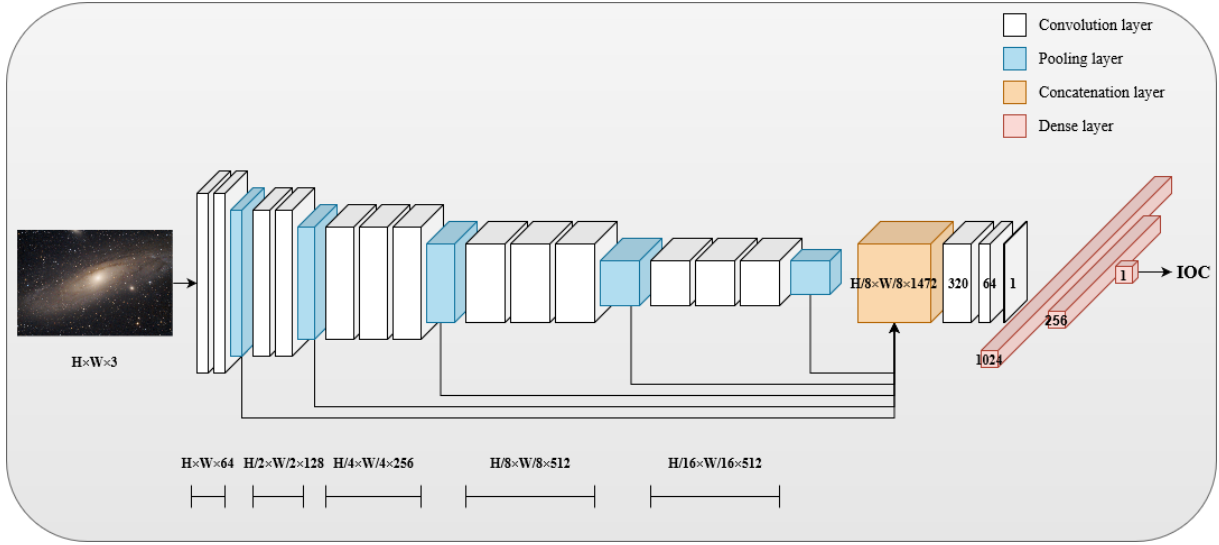 Convolution layer
Pooling layer
Concatenation layer
Dense layer
H×W×3
H/8×W/8×1472
320
64
1
1024
256
1
IOC
H×W×64
H/2×W/2×128
H/4×W/4×256
H/8×W/8×512
H/16×W/16×512